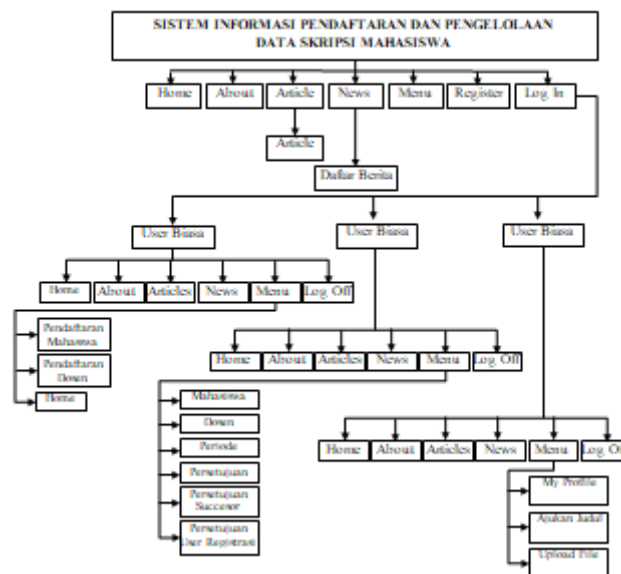 SISTEM INFORMASI PENDAFTARAN DAN PENGELOLAAN
DATA SKRIPSI MAHASISWA
Home About Article News Menu Register Log In
Article
Daftar Berita
User Biasa User Biasa User Biasa
Home About Articles News Menu Log Off
Pendaftaran
Mahasiswa
Pendaftaran
Dosen
Home
Home About Articles News Menu Log Off
Mahasiswa
Dosen
Periode
Persetujuan
Persetujuan
Succesor
Persetujuan
User Registrasi
Home About Articles News Menu Log Of
My Profile
Ajukan Judul
Upload File